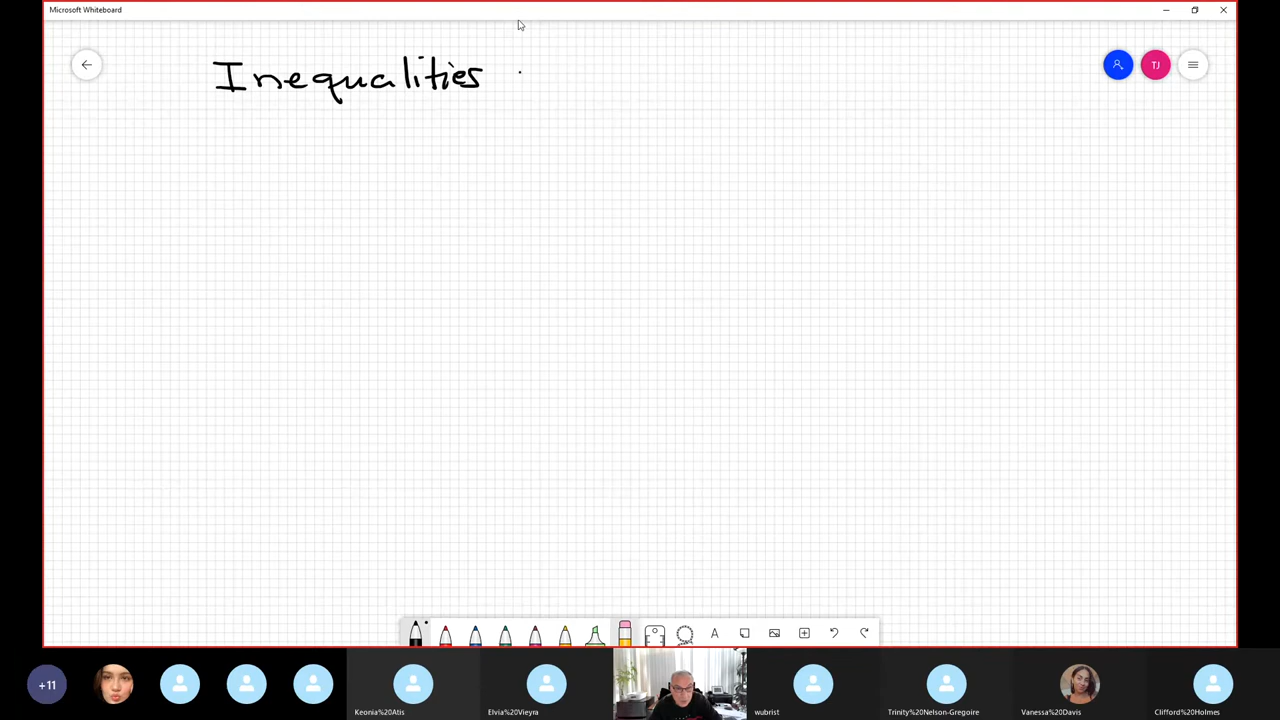 Microsoft Whiteboard
Inequalities
TJ
+11
Keonia%20Atis
Elvia%20Vieyra
wubrist
Trinity%20Nelson-Gregoire
Vanessa%20Davis
Clifford%20Holmes